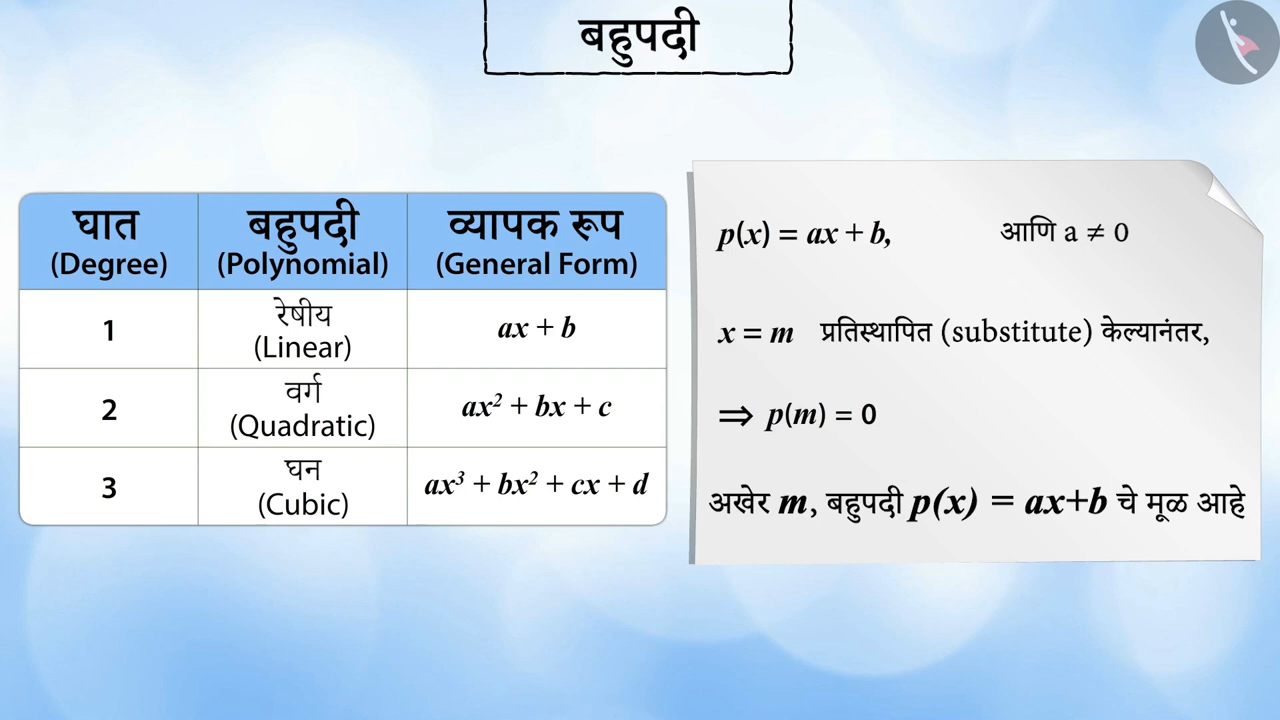 बहुपदी
घात
(Degree)
बहुपदी
(Polynomial)
व्यापक रूप
(General Form)
1
रेषीय
(Linear)
ax + b
2
वर्ग
(Quadratic)
ax² + bx + c
3
घन
(Cubic)
ax³ + bx² + cx + d
p(x) = ax + b, आणि a ≠ 0
x = m प्रतिस्थापित (substitute) केल्यानंतर,
⇒ p(m) = 0
अखेर m, बहुपदी p(x) = ax+b चे मूळ आहे